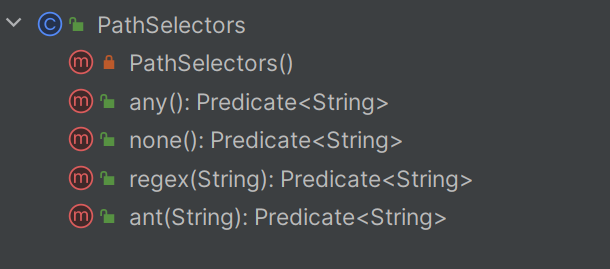 C PathSelectors
m PathSelectors()
m any(): Predicate<String>
m none(): Predicate<String>
m regex(String): Predicate<String>
m ant(String): Predicate<String>